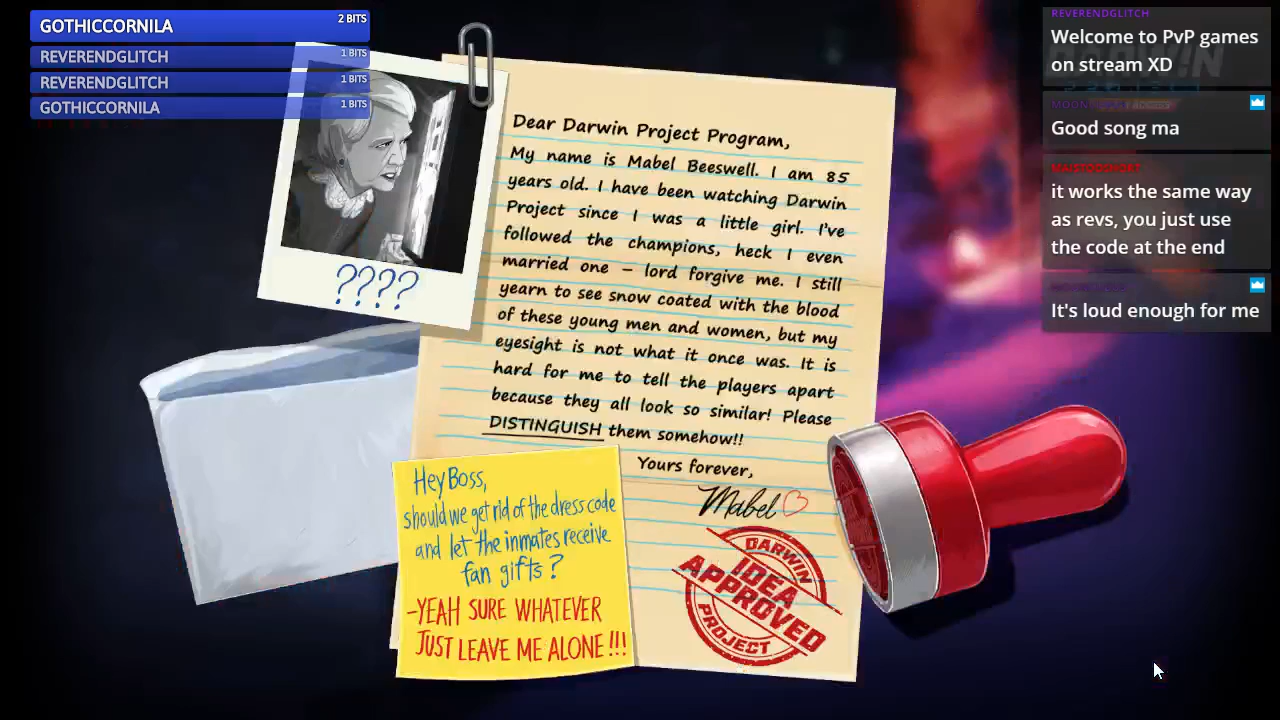 GOTHICCORNILA
2 BITS
REVERENDGLITCH
1 BITS
REVERENDGLITCH
1 BITS
GOTHICCORNILA
1 BITS
????
Dear Darwin Project Program,
My name is Mabel Beeswell. I am 85
years old. I have been watching Darwin
Project since I was a little girl. I've
followed the champions, heck I even
married one – lord forgive me. I still
yearn to see snow coated with the blood
of these young men and women, but my
eyesight is not what it once was. It is
hard for me to tell the players apart
because they all look so similar! Please
DISTINGUISH them somehow!!
Yours forever,
Mabel
Hey Boss,
should we get rid of the dress code
and let the inmates receive
fan gifts?
-YEAH SURE WHATEVER
JUST LEAVE ME ALONE!!!
DARWIN
IDEA
APPROVED
PROJECT
REVERENDGLITCH
Welcome to PvP games
on stream XD
Good song ma
it works the same way
as revs, you just use
the code at the end
It's loud enough for me